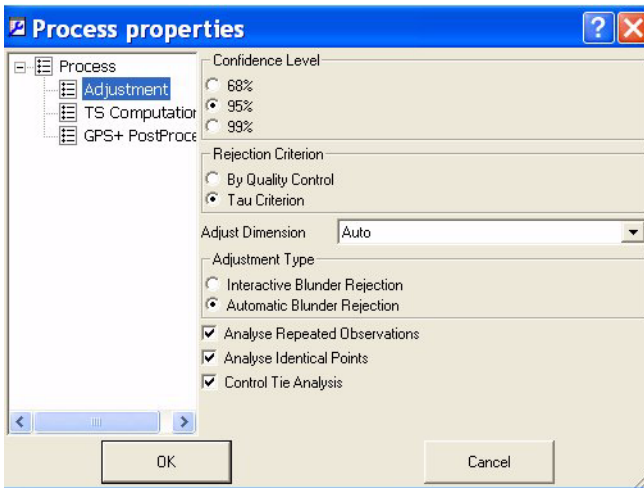 Process properties
Process
Adjustment
TS Computation
GPS+ PostProce
Confidence Level
68%
95%
99%
Rejection Criterion
By Quality Control
Tau Criterion
Adjust Dimension Auto
Adjustment Type
Interactive Blunder Rejection
Automatic Blunder Rejection
Analyse Repeated Observations
Analyse Identical Points
Control Tie Analysis
OK Cancel